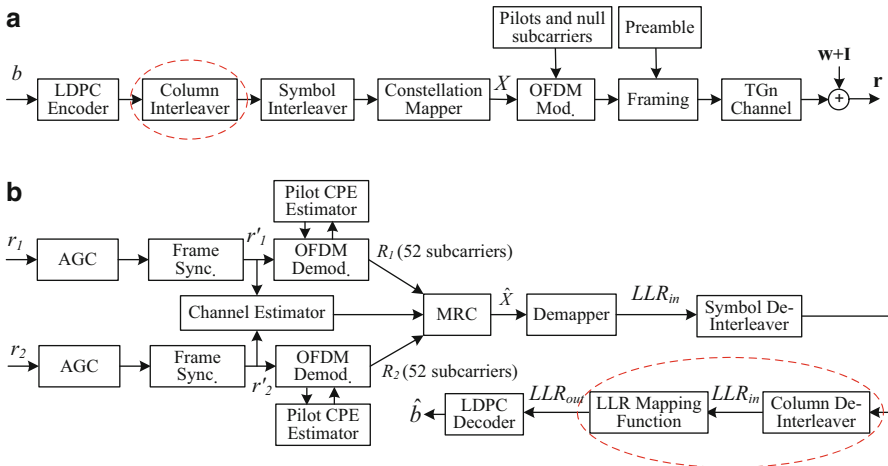 a
Pilots and null
subcarriers
Preamble
b
LDPC
Encoder
Column
Interleaver
Symbol
Interleaver
Constellation
Mapper
X
OFDM
Mod.
Framing
TGn
Channel
w+I
+
r
b
Pilot CPE
Estimator
r1
AGC
Frame
Sync.
r'1
OFDM
Demod.
R1 (52 subcarriers)
Channel Estimator
MRC
X̂
Demapper
LLRin
Symbol De-
Interleaver
r2
AGC
Frame
Sync.
r'2
OFDM
Demod.
R2 (52 subcarriers)
Pilot CPE
Estimator
b̂
LDPC
Decoder
LLRout
LLR Mapping
Function
LLRin
Column De-
Interleaver